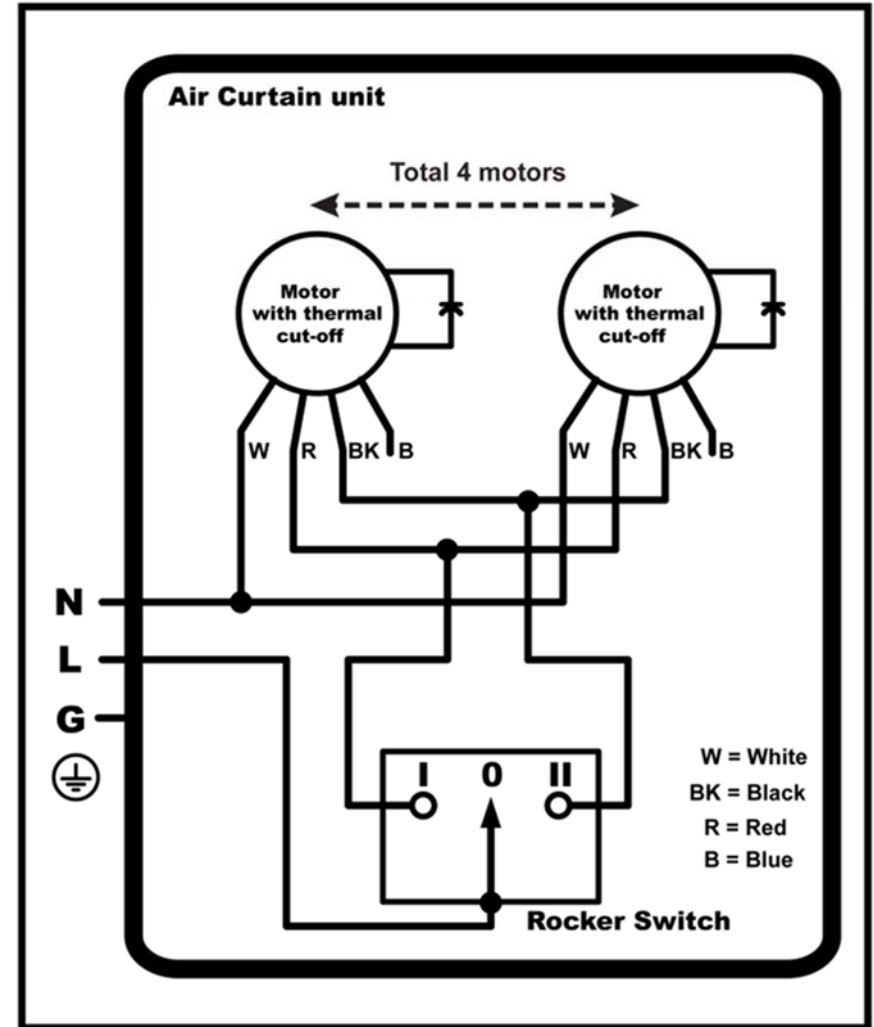 Air Curtain unit
Total 4 motors
Motor
with thermal
cut-off
Motor
with thermal
cut-off
W R BK B
W R BK B
N
L
G
I 0 II
W = White
BK = Black
R = Red
B = Blue
Rocker Switch